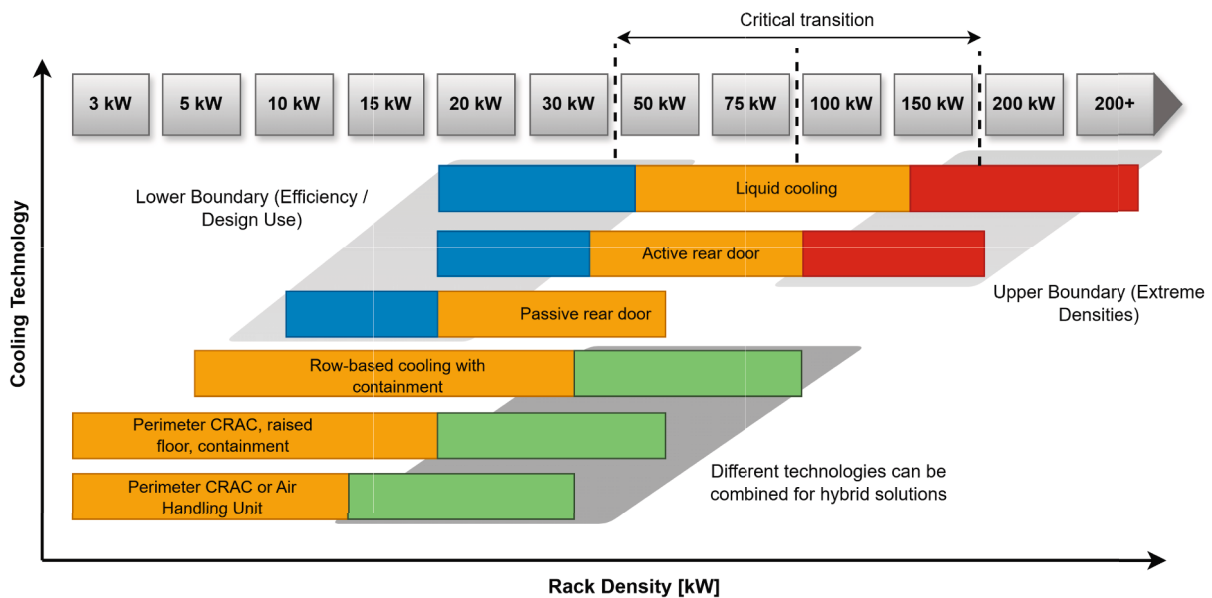 Critical transition
3 kW
5 kW
10 kW
15 kW
20 kW
30 kW
50 kW
75 kW
100 kW
150 kW
200 kW
200+
Lower Boundary (Efficiency /
Design Use)
Liquid cooling
Active rear door
Upper Boundary (Extreme
Densities)
Passive rear door
Row-based cooling with
containment
Perimeter CRAC, raised
floor, containment
Different technologies can be
combined for hybrid solutions
Perimeter CRAC or Air
Handling Unit
Cooling Technology
Rack Density [kW]